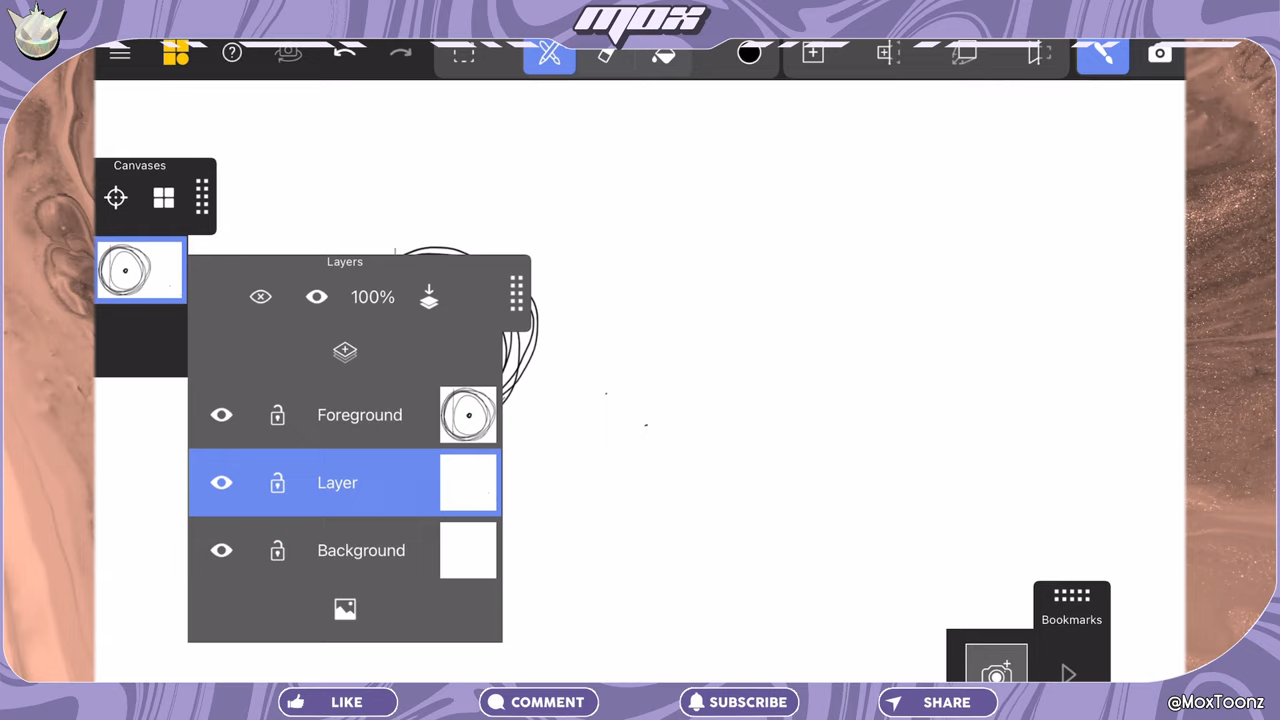 MOX
Canvases
Layers
100%
Foreground
Layer
Background
Bookmarks
LIKE
COMMENT
SUBSCRIBE
SHARE
@MoxToonz